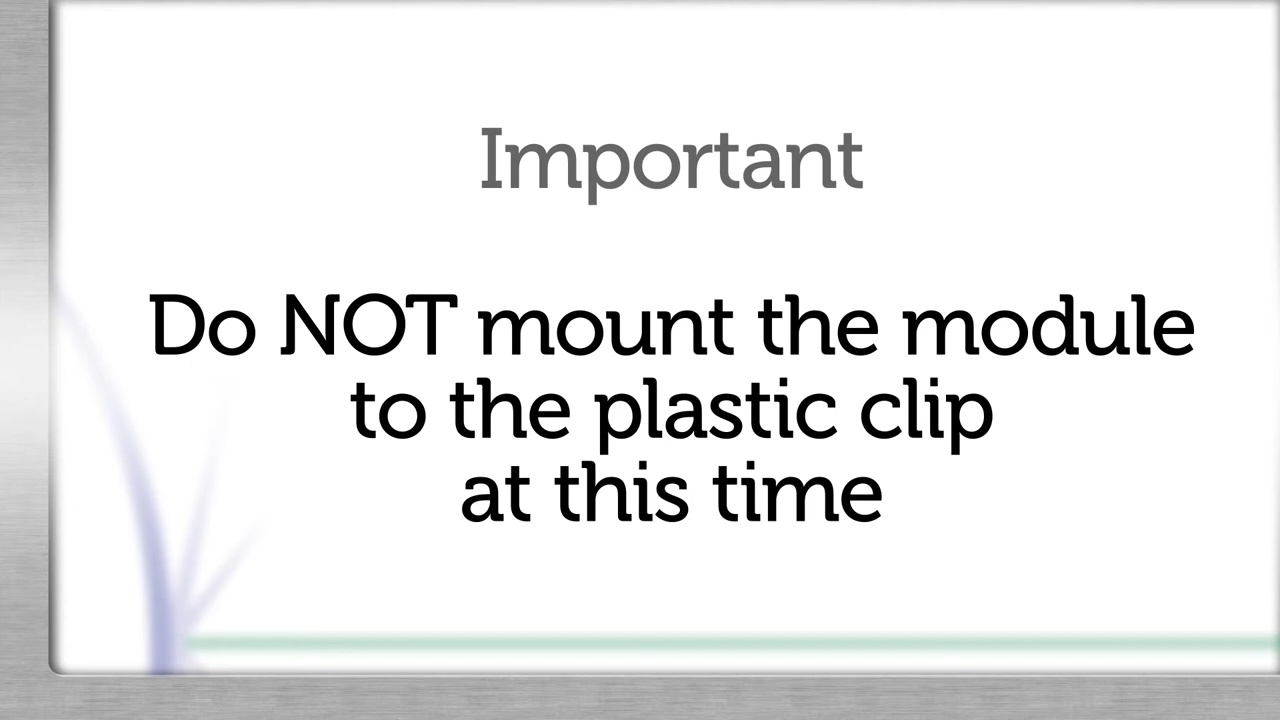 Important
Do NOT mount the module
to the plastic clip
at this time